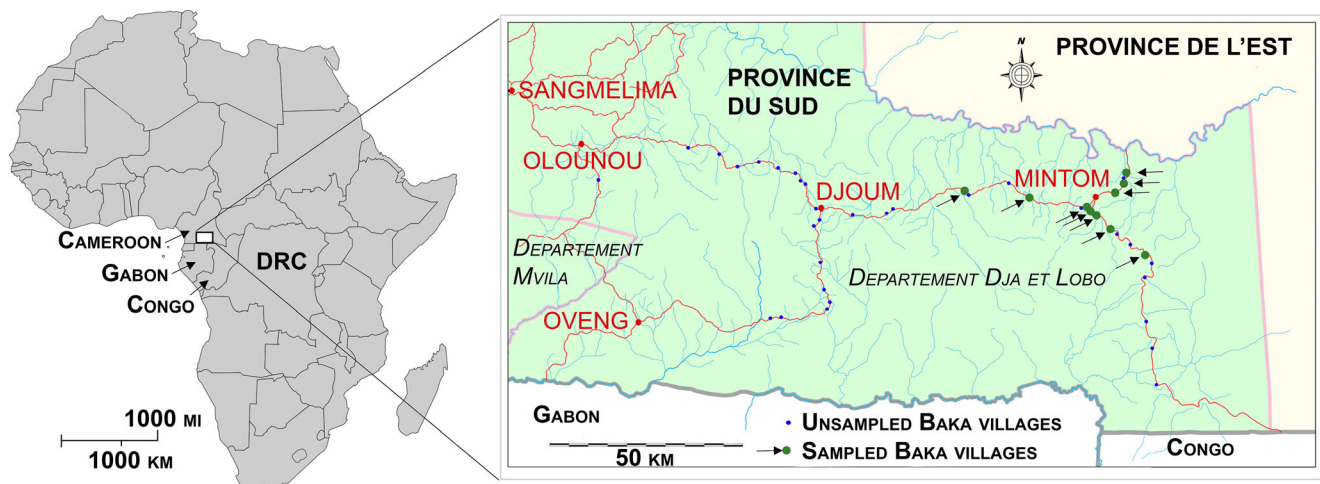 CAMEROON
GABON
CONGO
DRC
1000 MI
1000 KM
N
PROVINCE DE L'EST
PROVINCE
DU SUD
SANGMELIMA
OLOUNOU
DJOUM
MINTOM
DEPARTEMENT
MVILA
DEPARTEMENT DJA ET LOBO
OVENG
GABON
50 KM
UNSAMPLED BAKA VILLAGES
SAMPLED BAKA VILLAGES
CONGO